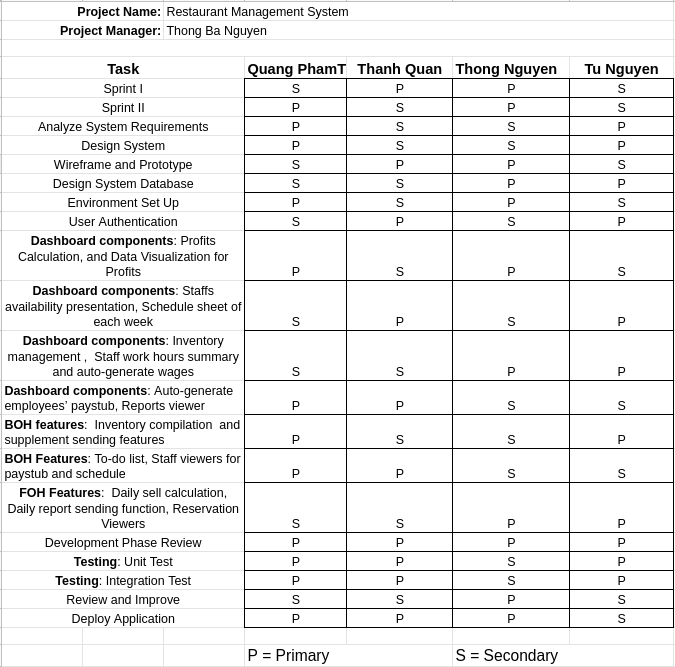 Project Name: Restaurant Management System
Project Manager: Thong Ba Nguyen
Task Quang PhamT Thanh Quan Thong Nguyen Tu Nguyen
Sprint I S P P S
Sprint II P S P S
Analyze System Requirements P S S P
Design System P S S P
Wireframe and Prototype S P P S
Design System Database S S P P
Environment Set Up P S P S
User Authentication S P S P
Dashboard components: Profits
Calculation, and Data Visualization for
Profits P S P S
Dashboard components: Staffs
availability presentation, Schedule sheet of
each week S P S P
Dashboard components: Inventory
management , Staff work hours summary
and auto-generate wages S S P P
Dashboard components: Auto-generate
employees' paystub, Reports viewer P P S S
BOH features: Inventory compilation and
supplement sending features P S S P
BOH Features: To-do list, Staff viewers for
paystub and schedule P P S S
FOH Features: Daily sell calculation,
Daily report sending function, Reservation
Viewers S S P P
Development Phase Review P P P P
Testing: Unit Test P P S P
Testing: Integration Test P P S P
Review and Improve S S P S
Deploy Application P P P S
P = Primary S = Secondary